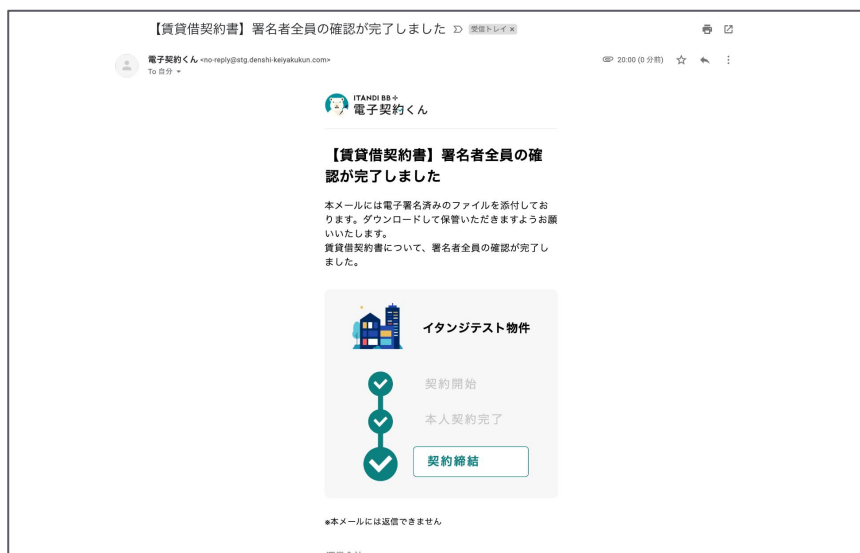 【賃貸借契約書】署名者全員の確認が完了しました 受信トレイ ×
電子契約くん <no-reply@stg.denshi-keiyakukun.com> 20:00 (0 分前)
To 自分
ITANDI BB +
電子契約くん
【賃貸借契約書】署名者全員の確
認が完了しました
本メールには電子署名済みのファイルを添付してお
ります。ダウンロードして保管いただきますようお願
いいたします。
賃貸借契約書について、署名者全員の確認が完了し
ました。
イタンジテスト物件
契約開始
本人契約完了
契約締結
※本メールには返信できません